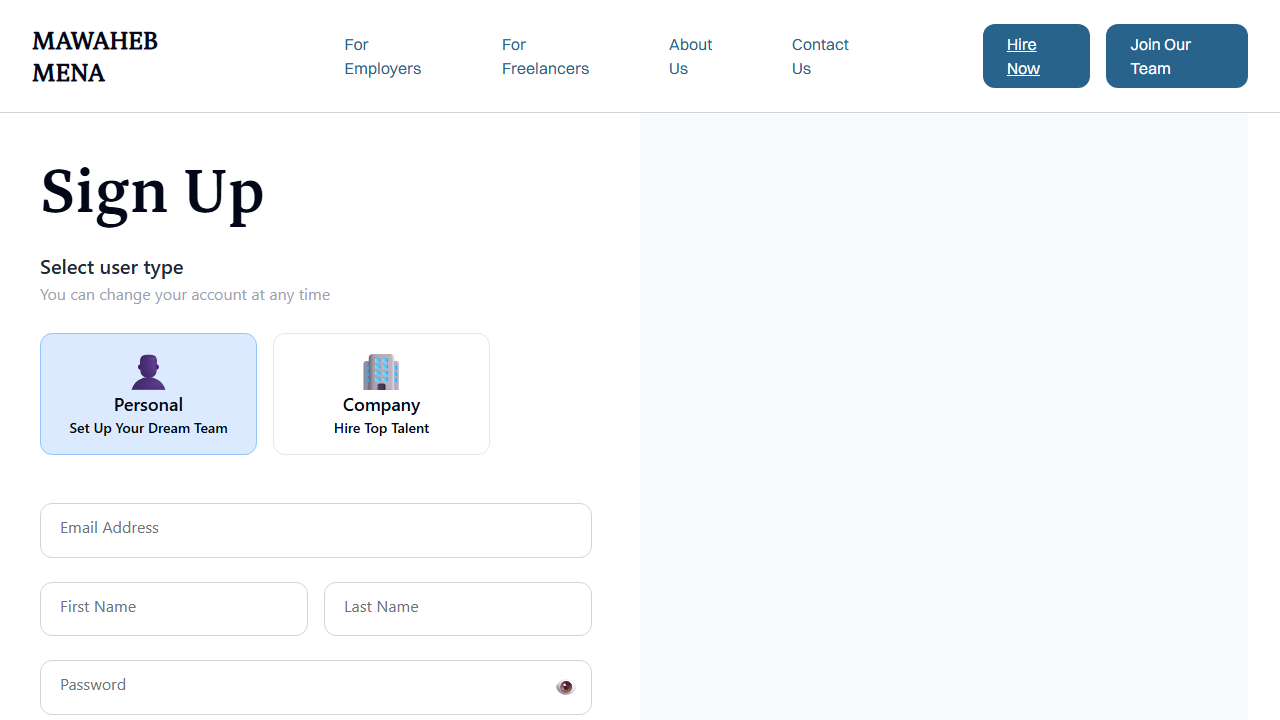 MAWAHEB
MENA
For
Employers
For
Freelancers
About
Us
Contact
Us
Hire
Now
Join Our
Team
Sign Up
Select user type
You can change your account at any time
Personal
Set Up Your Dream Team
Company
Hire Top Talent
Email Address
First Name
Last Name
Password